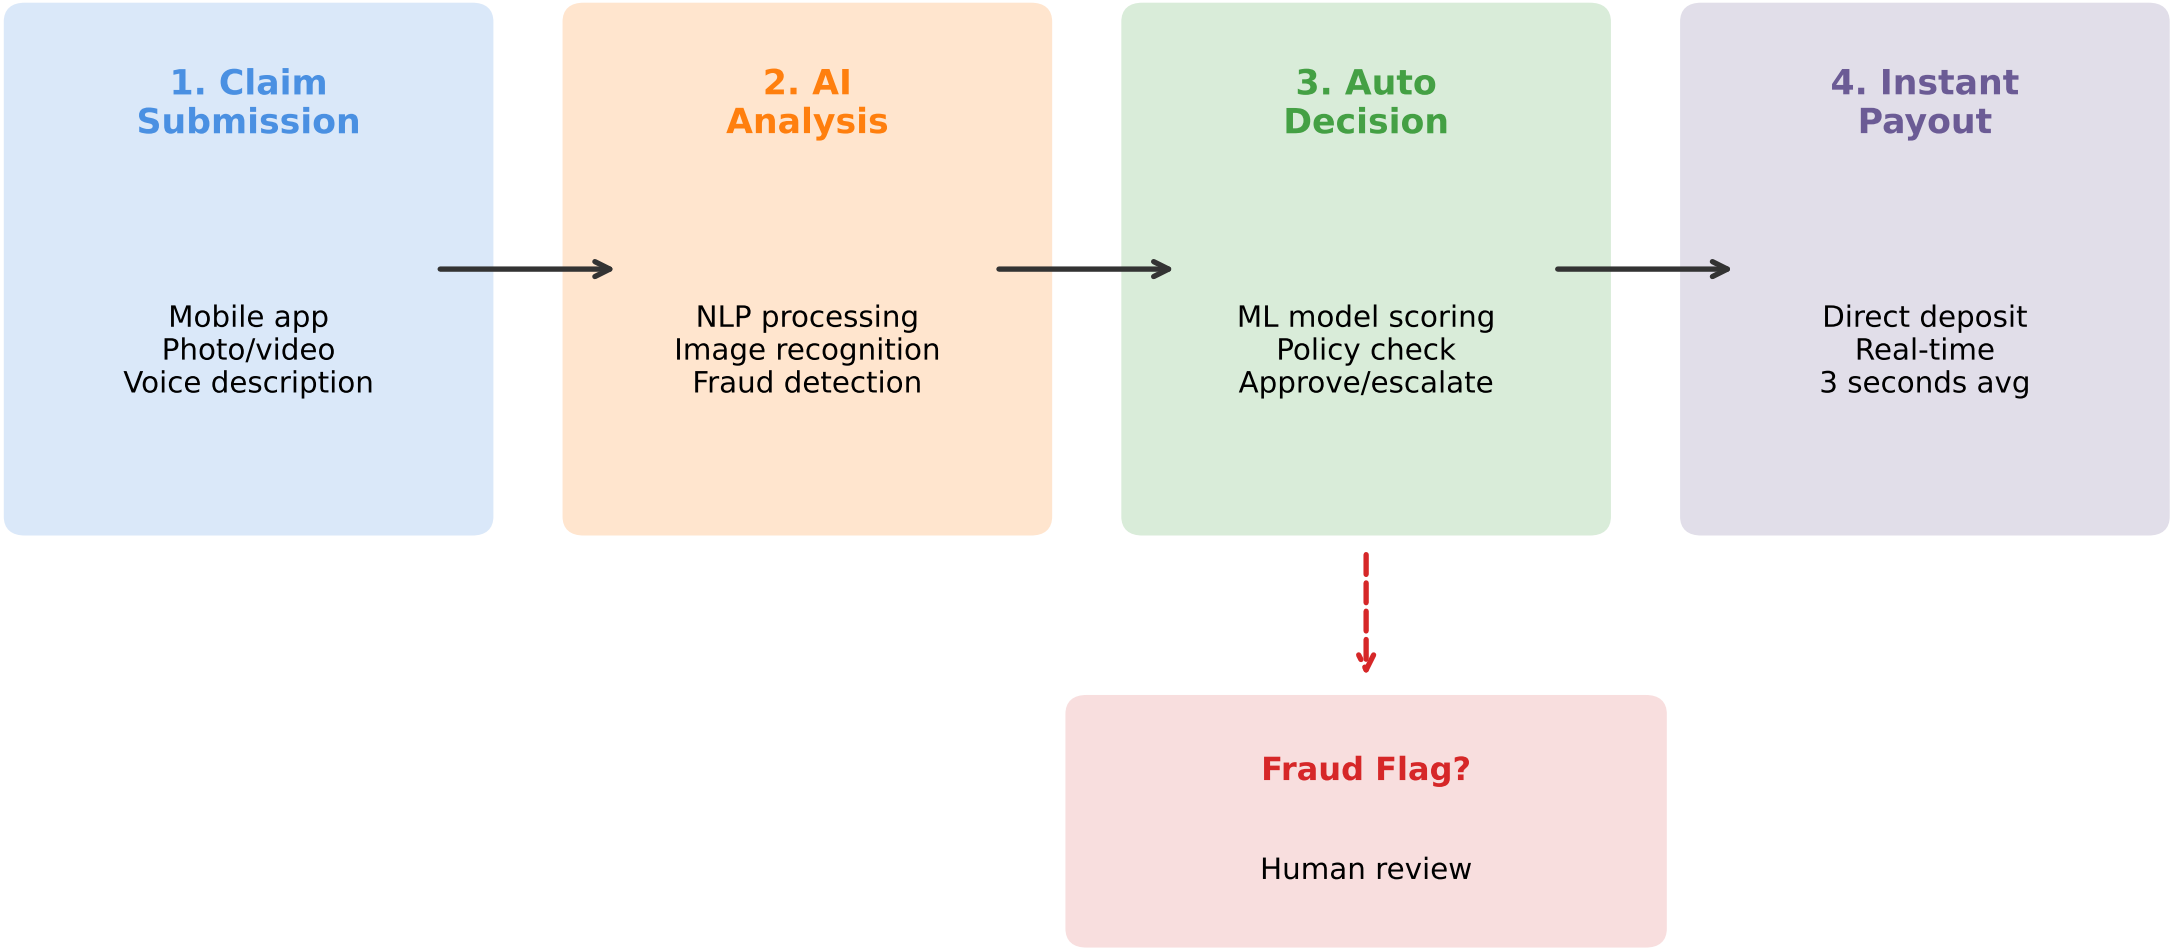 1. Claim
Submission
Mobile app
Photo/video
Voice description
2. AI
Analysis
NLP processing
Image recognition
Fraud detection
3. Auto
Decision
ML model scoring
Policy check
Approve/escalate
4. Instant
Payout
Direct deposit
Real-time
3 seconds avg
Fraud Flag?
Human review